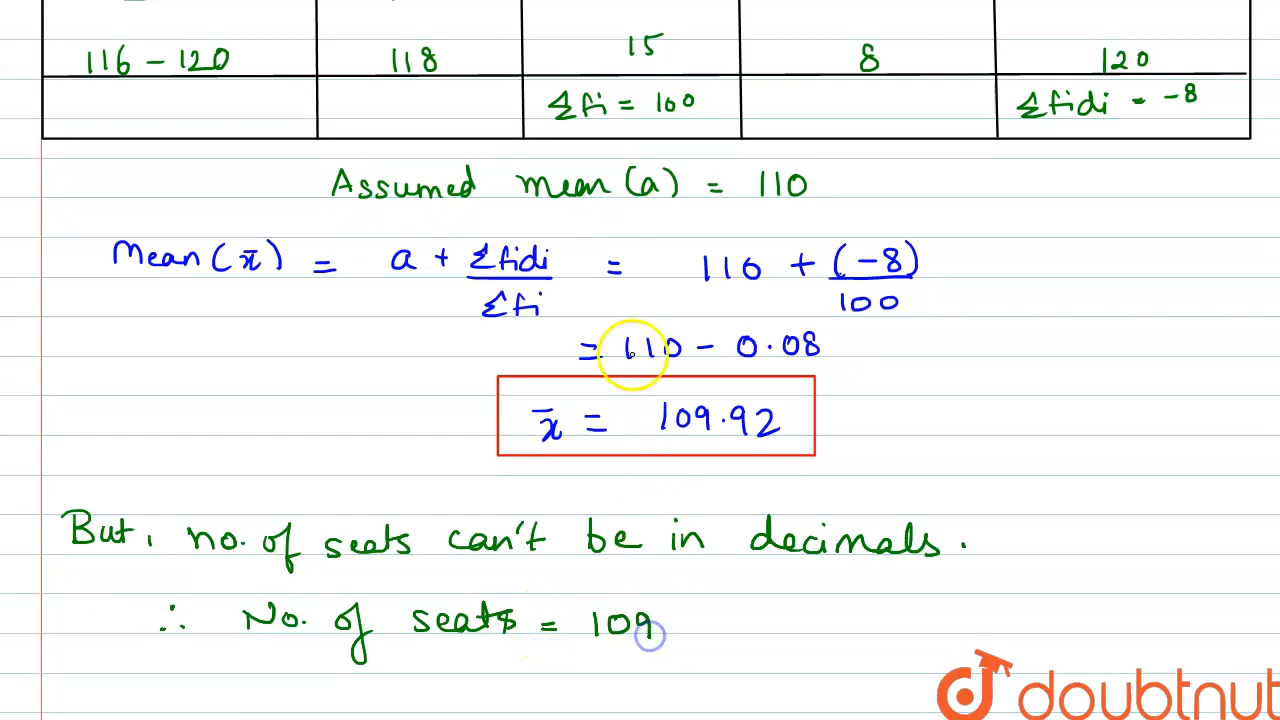 116 - 120 118 15 8 120
Σfi = 100 Σfidi = -8
Assumed mean (a) = 110
Mean (x̄) = a + Σfidi / Σfi = 110 + (-8) / 100
= 110 - 0.08
x̄ = 109.92
But, no. of seats can't be in decimals.
∴ No. of seats = 109
doubtnut